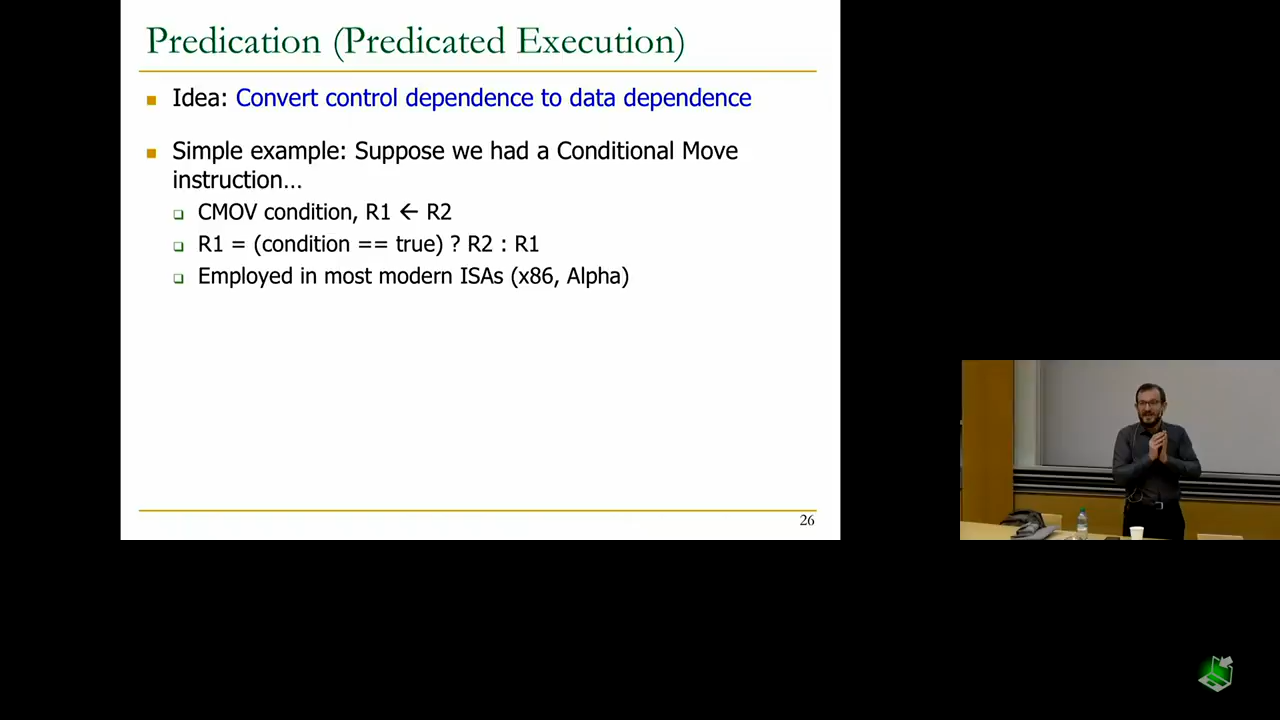 Predication (Predicated Execution)
Idea: Convert control dependence to data dependence
Simple example: Suppose we had a Conditional Move
instruction…
CMOV condition, R1 ← R2
R1 = (condition == true) ? R2 : R1
Employed in most modern ISAs (x86, Alpha)
26